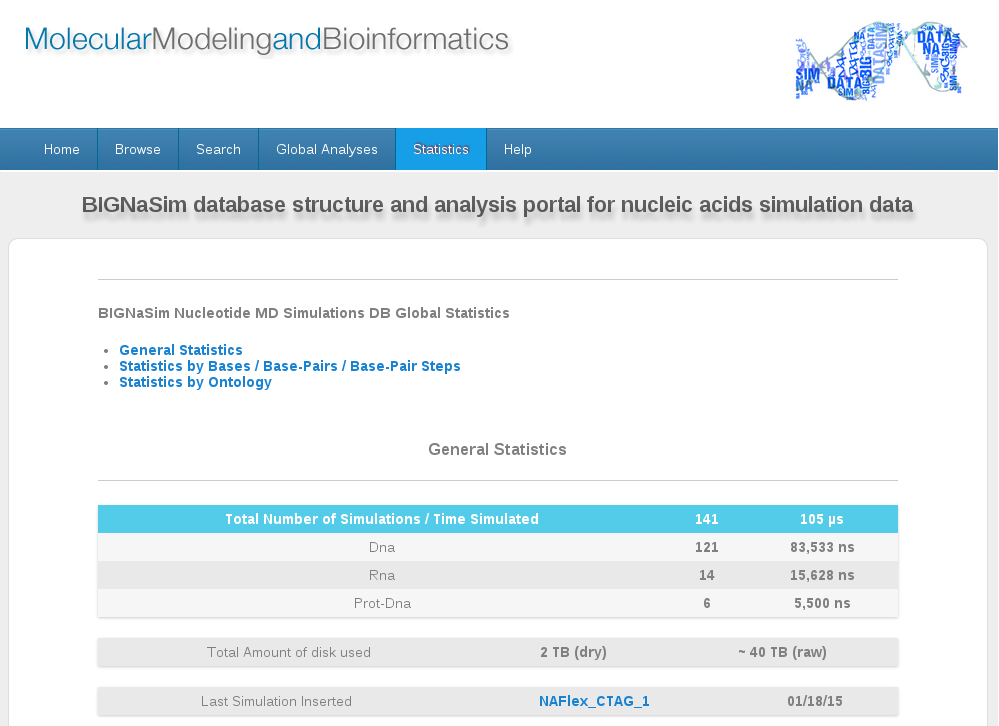 MolecularModelingandBioinformatics
Home Browse Search Global Analyses Statistics Help
BIGNaSim database structure and analysis portal for nucleic acids simulation data
BIGNaSim Nucleotide MD Simulations DB Global Statistics
General Statistics
Statistics by Bases / Base-Pairs / Base-Pair Steps
Statistics by Ontology
General Statistics
Total Number of Simulations / Time Simulated 141 105 µs
Dna 121 83,533 ns
Rna 14 15,628 ns
Prot-Dna 6 5,500 ns
Total Amount of disk used 2 TB (dry) ~ 40 TB (raw)
Last Simulation Inserted NAFlex_CTAG_1 01/18/15